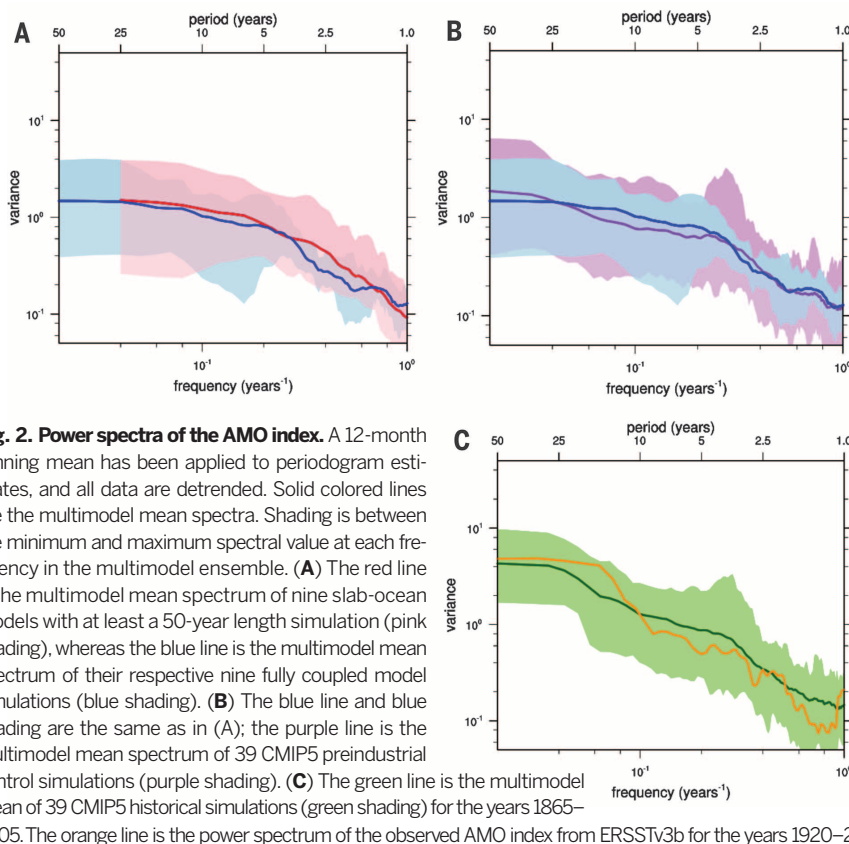 A
period (years)
50 25 10 5 2.5 1.0
10¹
10⁰
10⁻¹
variance
10⁻¹ 10⁰
frequency (years⁻¹)
B
period (years)
50 25 10 5 2.5 1.0
10¹
10⁰
10⁻¹
variance
10⁻¹ 10⁰
frequency (years⁻¹)
g. 2. Power spectra of the AMO index. A 12-month
nning mean has been applied to periodogram esti-
ates, and all data are detrended. Solid colored lines
e the multimodel mean spectra. Shading is between
e minimum and maximum spectral value at each fre-
ency in the multimodel ensemble. (A) The red line
the multimodel mean spectrum of nine slab-ocean
odels with at least a 50-year length simulation (pink
ading), whereas the blue line is the multimodel mean
ectrum of their respective nine fully coupled model
mulations (blue shading). (B) The blue line and blue
ading are the same as in (A); the purple line is the
ultimodel mean spectrum of 39 CMIP5 preindustrial
ntrol simulations (purple shading). (C) The green line is the multimodel
ean of 39 CMIP5 historical simulations (green shading) for the years 1865–
05. The orange line is the power spectrum of the observed AMO index from ERSSTv3b for the years 1920–2
C
period (years)
50 25 10 5 2.5 1.0
10¹
10⁰
10⁻¹
variance
10⁻¹ 10⁰
frequency (years⁻¹)